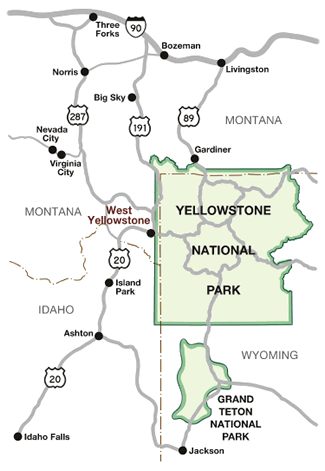 Three
Forks
90
Bozeman
Norris
Livingston
Big Sky
287
191
89
MONTANA
Nevada
City
Virginia
City
Gardiner
MONTANA
West
Yellowstone
YELLOWSTONE
NATIONAL
PARK
20
Island
Park
IDAHO
Ashton
WYOMING
20
GRAND
TETON
NATIONAL
PARK
Idaho Falls
Jackson